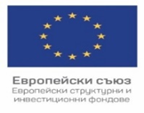 Европейски съюз
Европейски структурни и
инвестиционни фондове